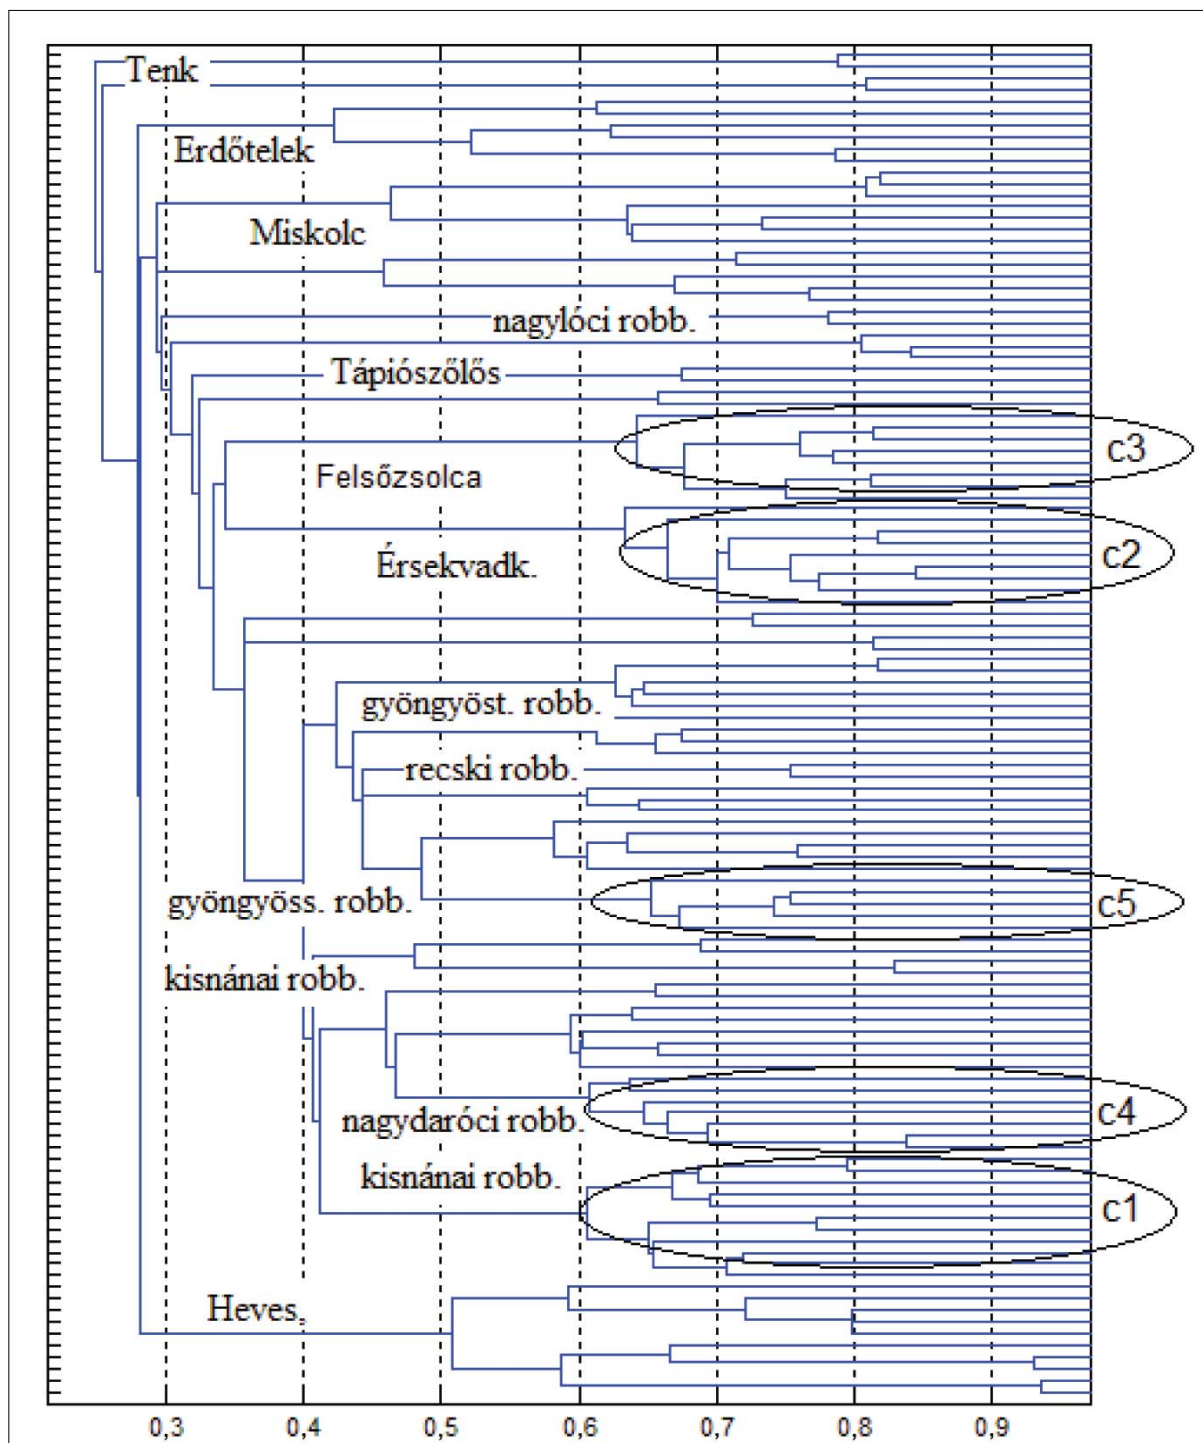 Tenk
Erdőtelek
Miskolc
nagylóci robb.
Tápiószőlős
c3
Felsőzsolca
c2
Érsekvadk.
gyöngyöst. robb.
recski robb.
gyöngyöss. robb.
c5
kisnánai robb.
nagydaróci robb.
c4
kisnánai robb.
c1
Heves.
0,3 0,4 0,5 0,6 0,7 0,8 0,9